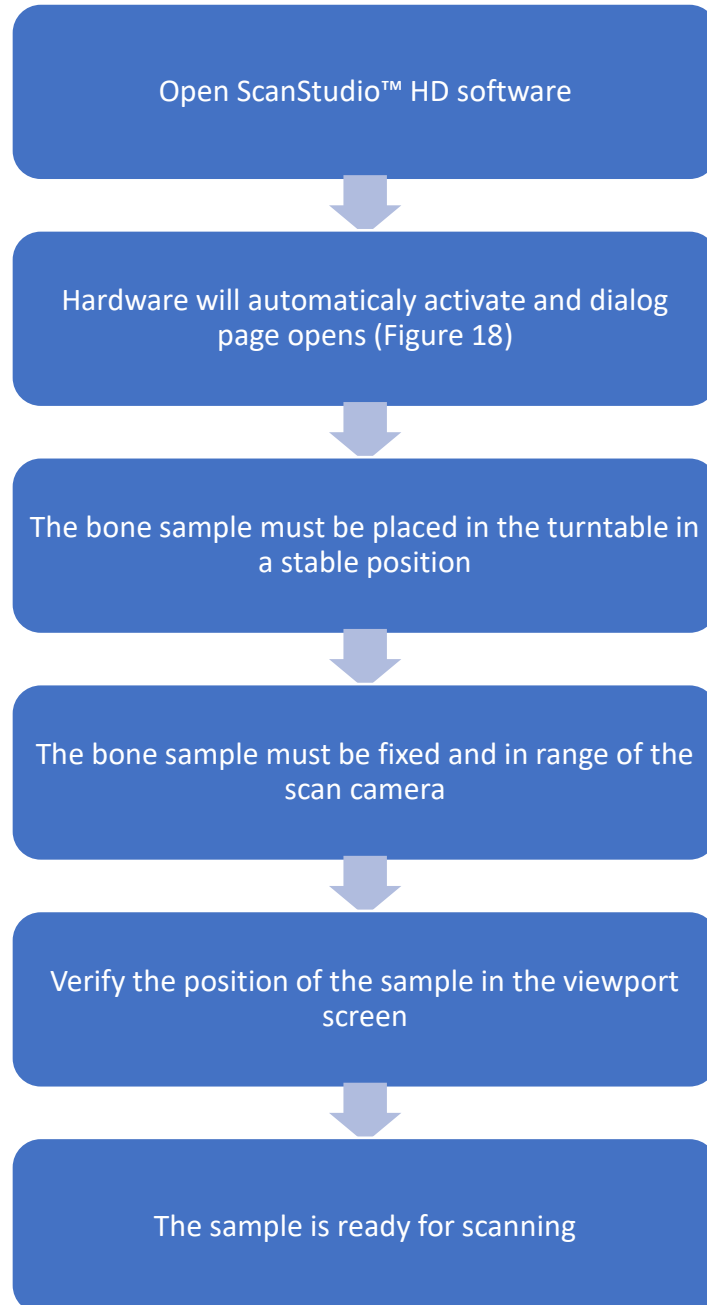 Open ScanStudio™ HD software
Hardware will automaticaly activate and dialog
page opens (Figure 18)
The bone sample must be placed in the turntable in
a stable position
The bone sample must be fixed and in range of the
scan camera
Verify the position of the sample in the viewport
screen
The sample is ready for scanning